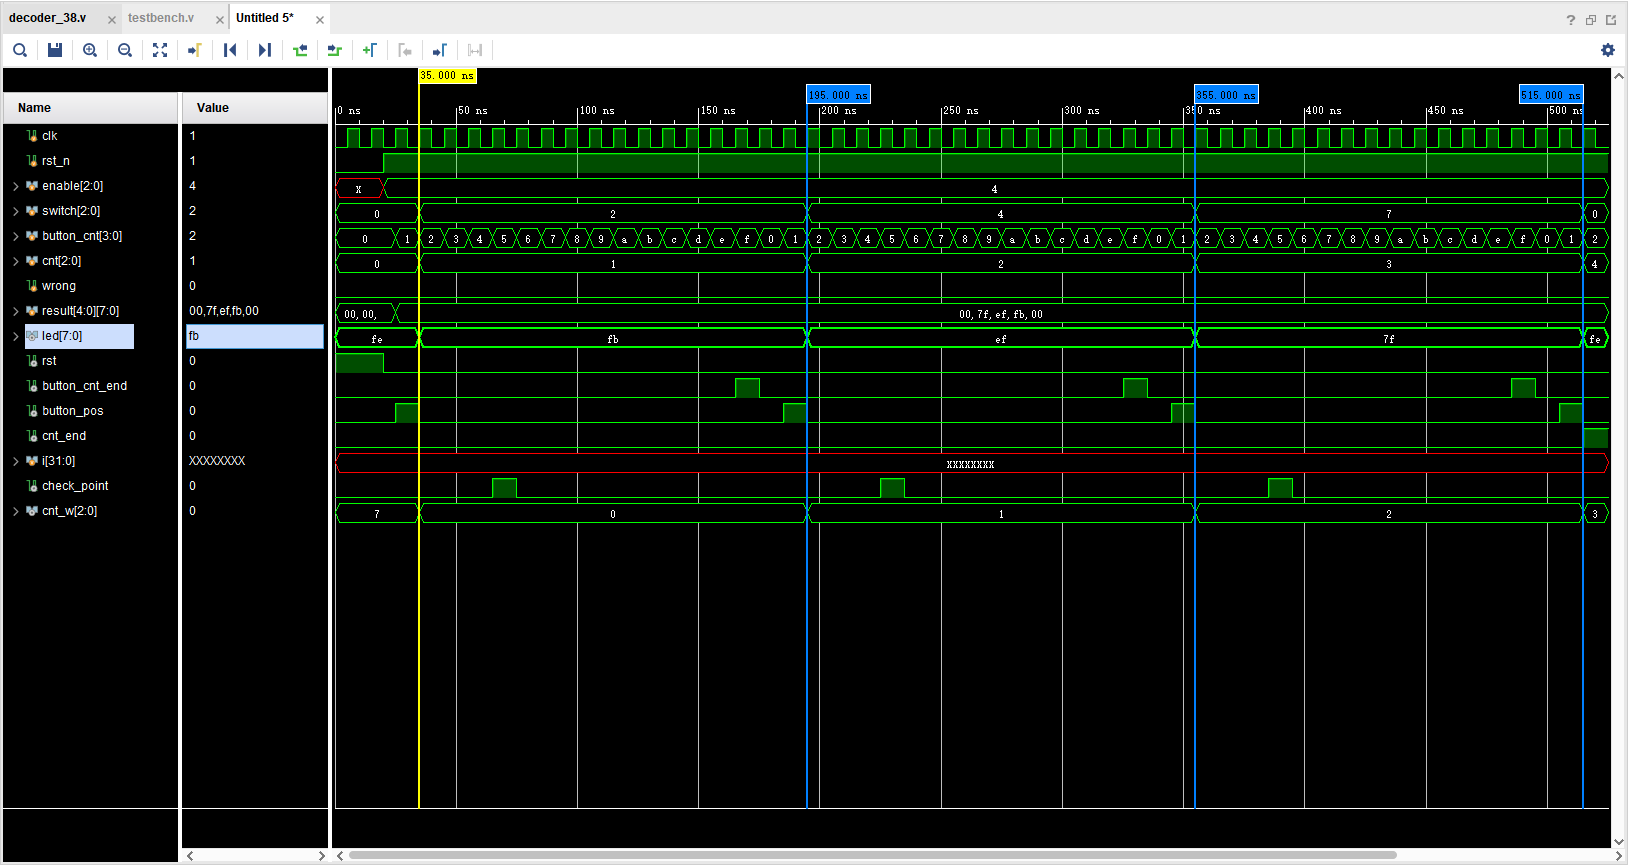 decoder_38.v × testbench.v × Untitled 5* ×
35.000 ns
195.000 ns 355.000 ns 515.000 ns
Name Value
0 ns 50 ns 100 ns 150 ns 200 ns 250 ns 300 ns 350 ns 400 ns 450 ns 500 ns
clk 1
rst_n 1
enable[2:0] 4 X 4
switch[2:0] 2 0 2 4 7 0
button_cnt[3:0] 2 0 1 2 3 4 5 6 7 8 9 a b c d e f 0 1 2 3 4 5 6 7 8 9 a b c d e f 0 1 2 3 4 5 6 7 8 9 a b c d e f 0 1 2
cnt[2:0] 1 0 1 2 3 4
wrong 0
result[4:0][7:0] 00,7f,ef,fb,00 00,00, 00,7f,ef,fb,00
led[7:0] fb fe fb ef 7f fe
rst 0
button_cnt_end 0
button_pos 0
cnt_end 0
i[31:0] XXXXXXXX XXXXXXXX
check_point 0
cnt_w[2:0] 0 7 0 1 2 3